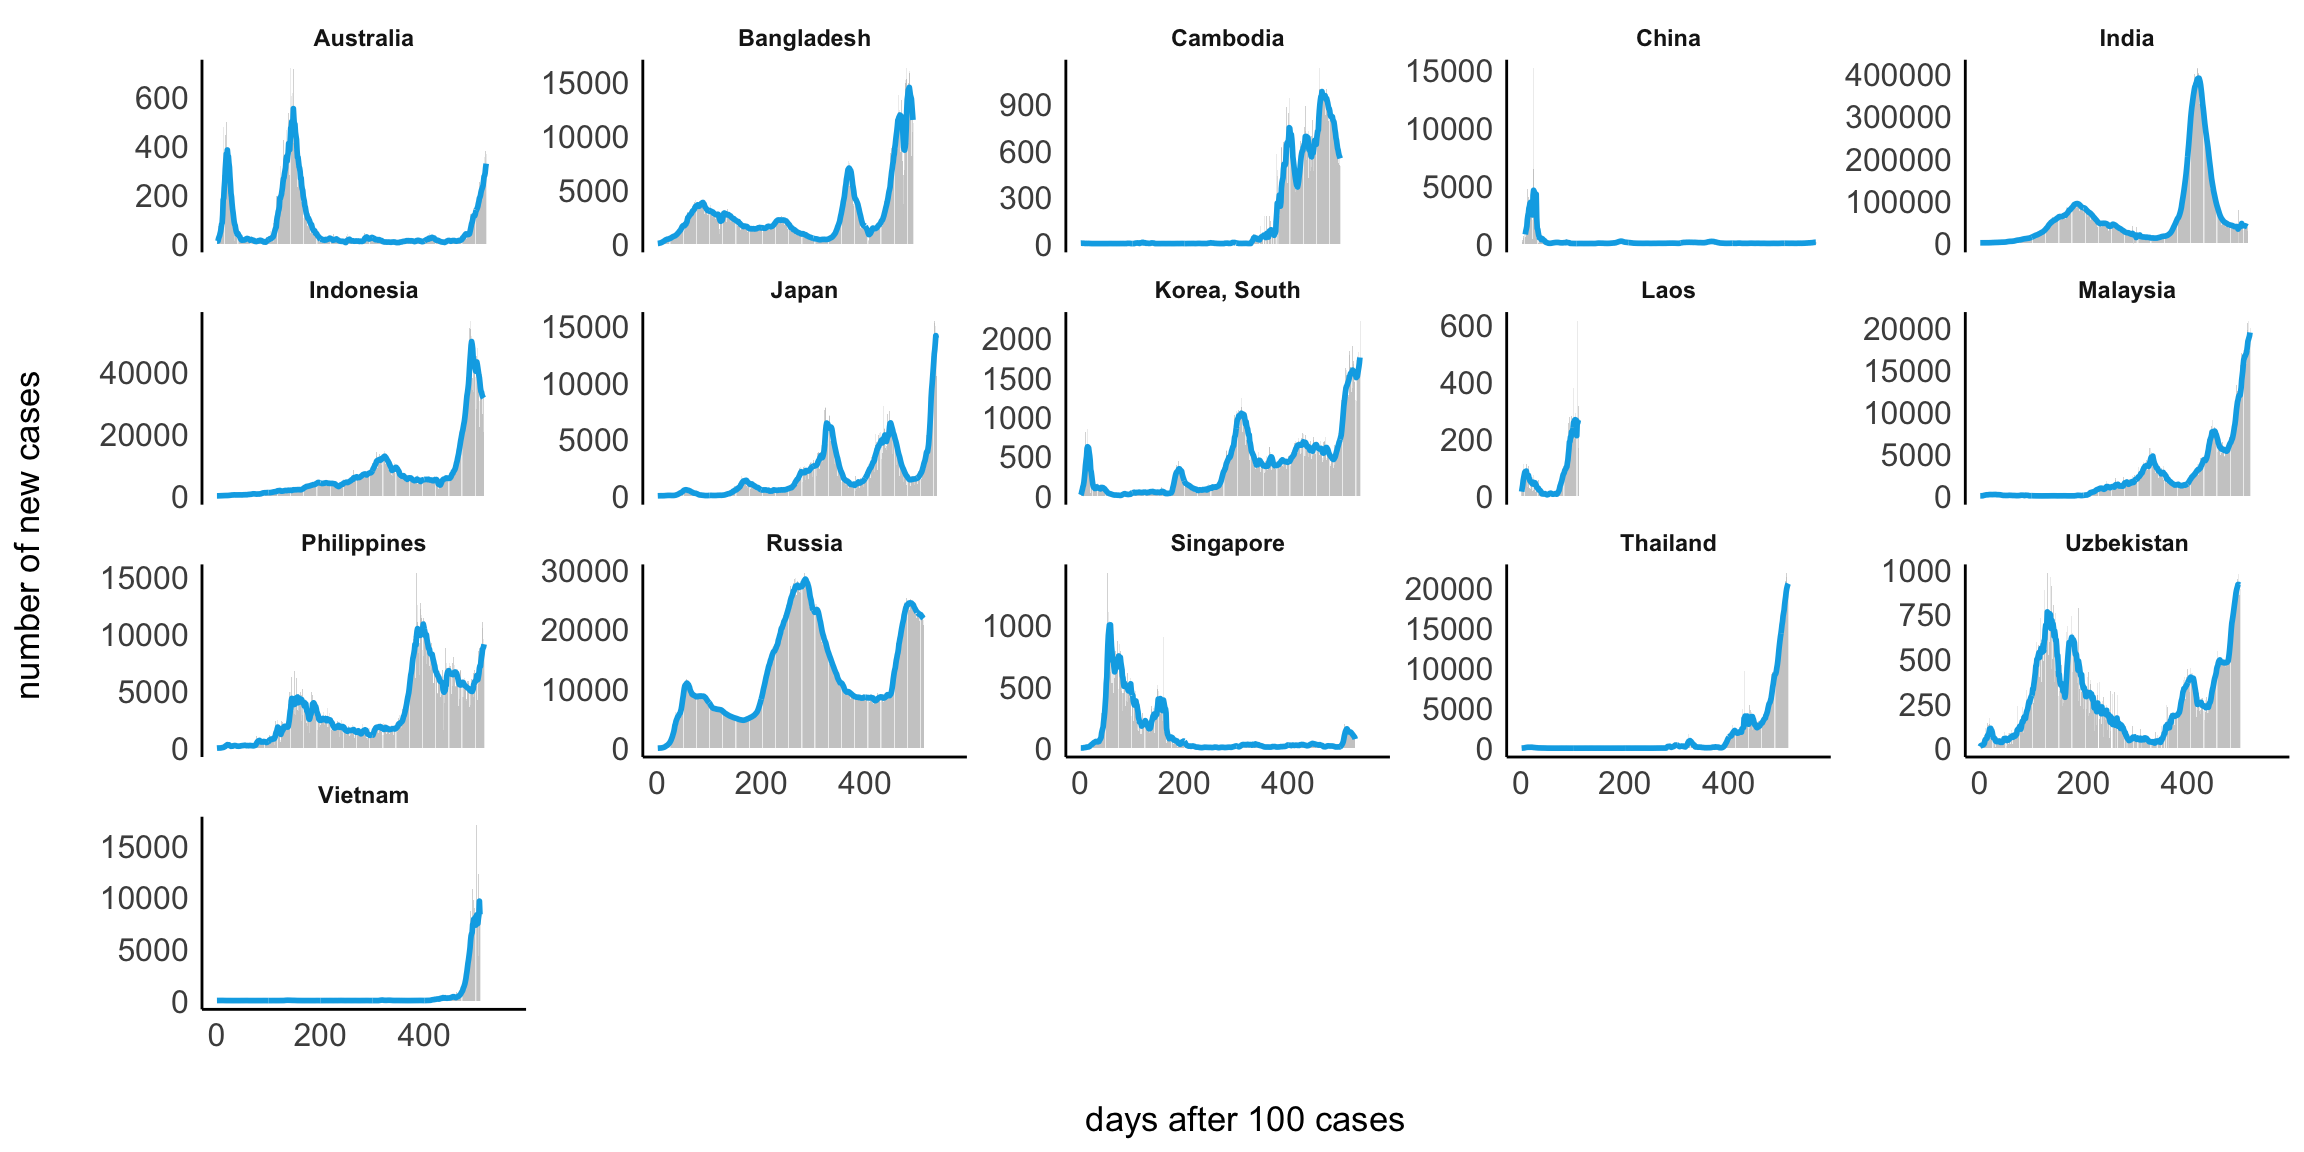 Australia
Bangladesh
Cambodia
China
India
600
400
200
0
15000
10000
5000
0
900
600
300
0
15000
10000
5000
0
400000
300000
200000
100000
0
Indonesia
Japan
Korea, South
Laos
Malaysia
40000
20000
0
15000
10000
5000
0
2000
1500
1000
500
0
600
400
200
0
20000
15000
10000
5000
0
Philippines
Russia
Singapore
Thailand
Uzbekistan
15000
10000
5000
0
30000
20000
10000
0
1000
500
0
20000
15000
10000
5000
0
1000
750
500
250
0
0 200 400
0 200 400
0 200 400
0 200 400
Vietnam
15000
10000
5000
0
0 200 400
number of new cases
days after 100 cases